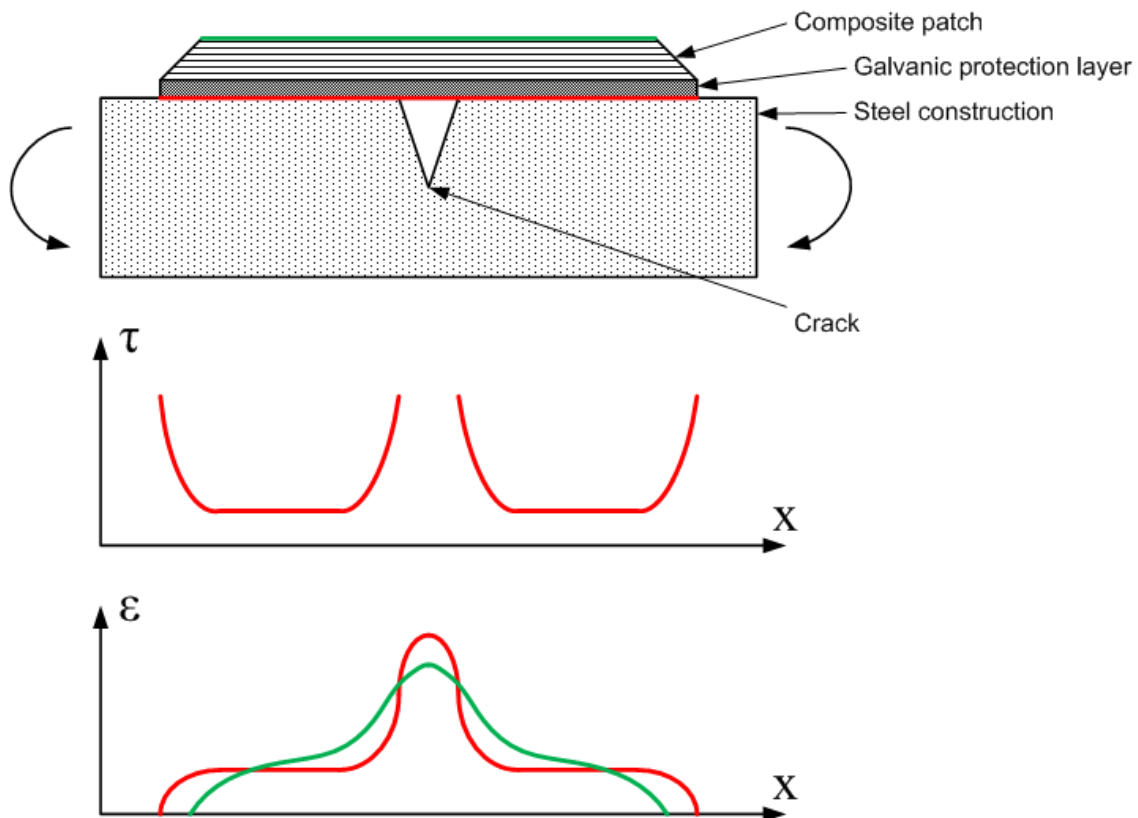 Composite patch
Galvanic protection layer
Steel construction
Crack
τ
X
ε
X